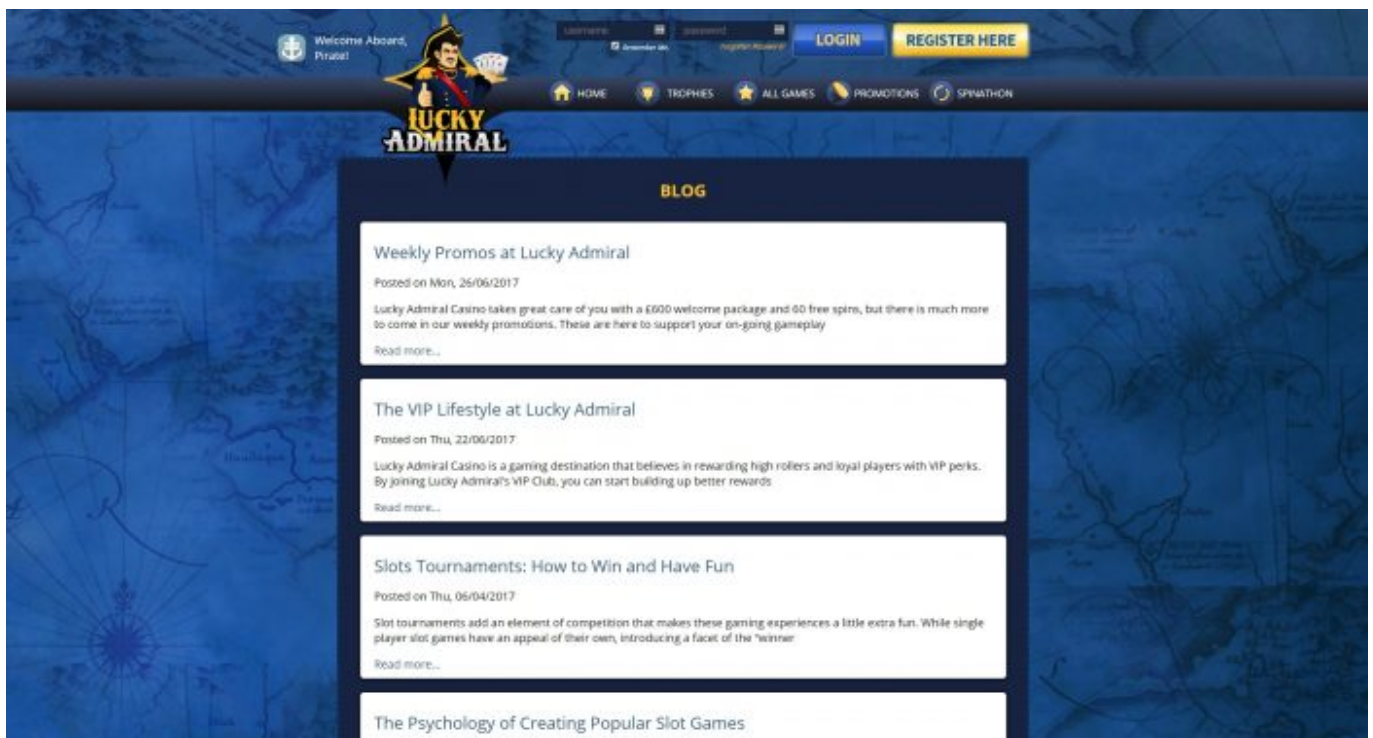 Welcome Aboard,
Pirate!
username
password
Remember Me
Forgotten Password?
LOGIN
REGISTER HERE
HOME
TROPHIES
ALL GAMES
PROMOTIONS
SPINATHON
LUCKY
ADMIRAL
BLOG
Weekly Promos at Lucky Admiral
Posted on Mon, 26/06/2017
Lucky Admiral Casino takes great care of you with a £600 welcome package and 60 free spins, but there is much more
to come in our weekly promotions. These are here to support your on-going gameplay
Read more...
The VIP Lifestyle at Lucky Admiral
Posted on Thu, 22/06/2017
Lucky Admiral Casino is a gaming destination that believes in rewarding high rollers and loyal players with VIP perks.
By joining Lucky Admiral's VIP Club, you can start building up better rewards
Read more...
Slots Tournaments: How to Win and Have Fun
Posted on Thu, 06/04/2017
Slot tournaments add an element of competition that makes these gaming experiences a little extra fun. While single
player slot games have an appeal of their own, introducing a facet of the "winner
Read more...
The Psychology of Creating Popular Slot Games